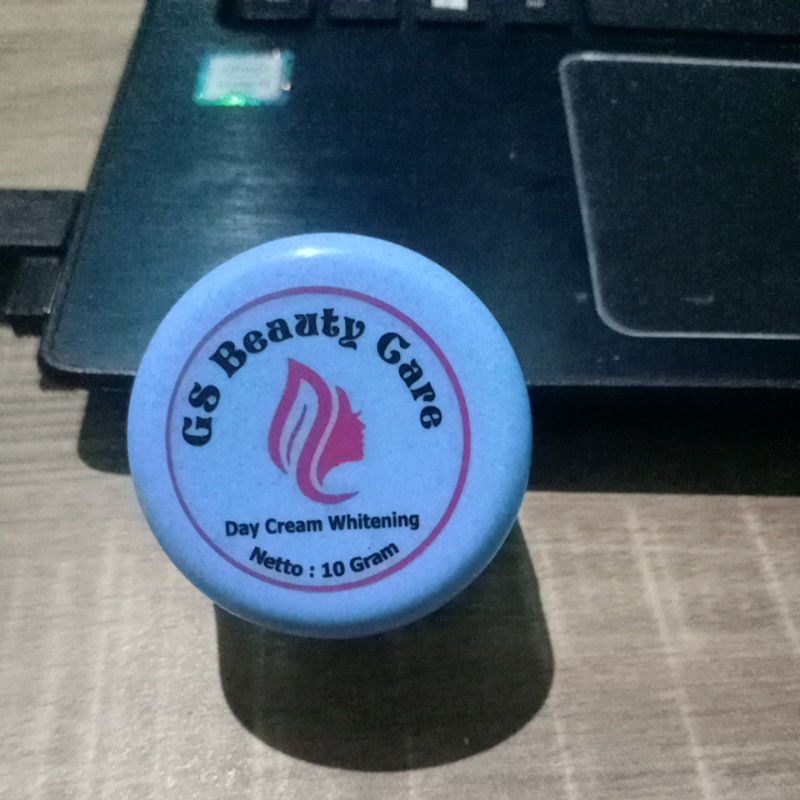 GS Beauty Care
Day Cream Whitening
Netto : 10 Gram